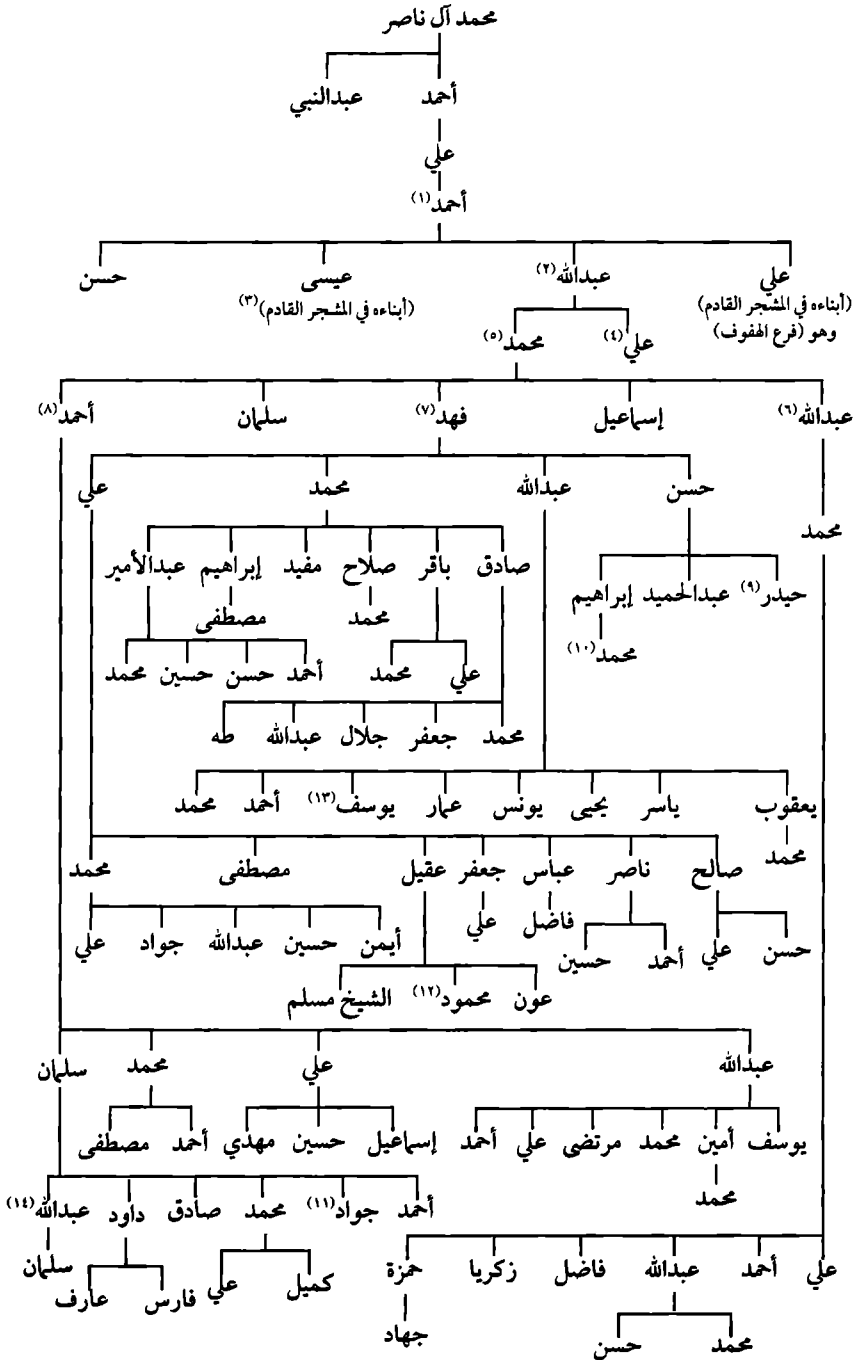 محمد آل ناصر
أحمد عبدالنبي
علي
أحمد (١)
علي عبدالله (٢) عيسى حسن
(أبناءه في المشجر القادم) (أبناءه في المشجر القادم) (٣)
وهو (فرع الهفوف)
علي (٤) محمد (٥)
عبدالله (٦) إسماعيل فهد (٧) سلمان أحمد (٨)
حسن عبدالله محمد علي
محمد
صادق باقر صلاح مفيد إبراهيم عبدالأمير
حيدر (٩) عبدالحميد إبراهيم
محمد مصطفى
محمد (١٠)
علي محمد أحمد حسن حسين محمد
محمد جعفر جلال عبدالله طه
يعقوب ياسر يحيى يونس عمار يوسف (١٣) أحمد محمد
محمد
صالح ناصر عباس جعفر عقيل مصطفى محمد
فاضل علي
حسن علي أحمد حسين أيمن حسين عبدالله جواد علي
عون محمود (١٢) الشيخ مسلم
عبدالله علي محمد سلمان
يوسف أمين محمد مرتضى علي أحمد إسماعيل حسين مهدي أحمد مصطفى
محمد
أحمد جواد (١١) محمد صادق داود عبدالله (١٤)
علي أحمد عبدالله فاضل زكريا حمزة كميل علي فارس عارف سلمان
محمد حسن جهاد